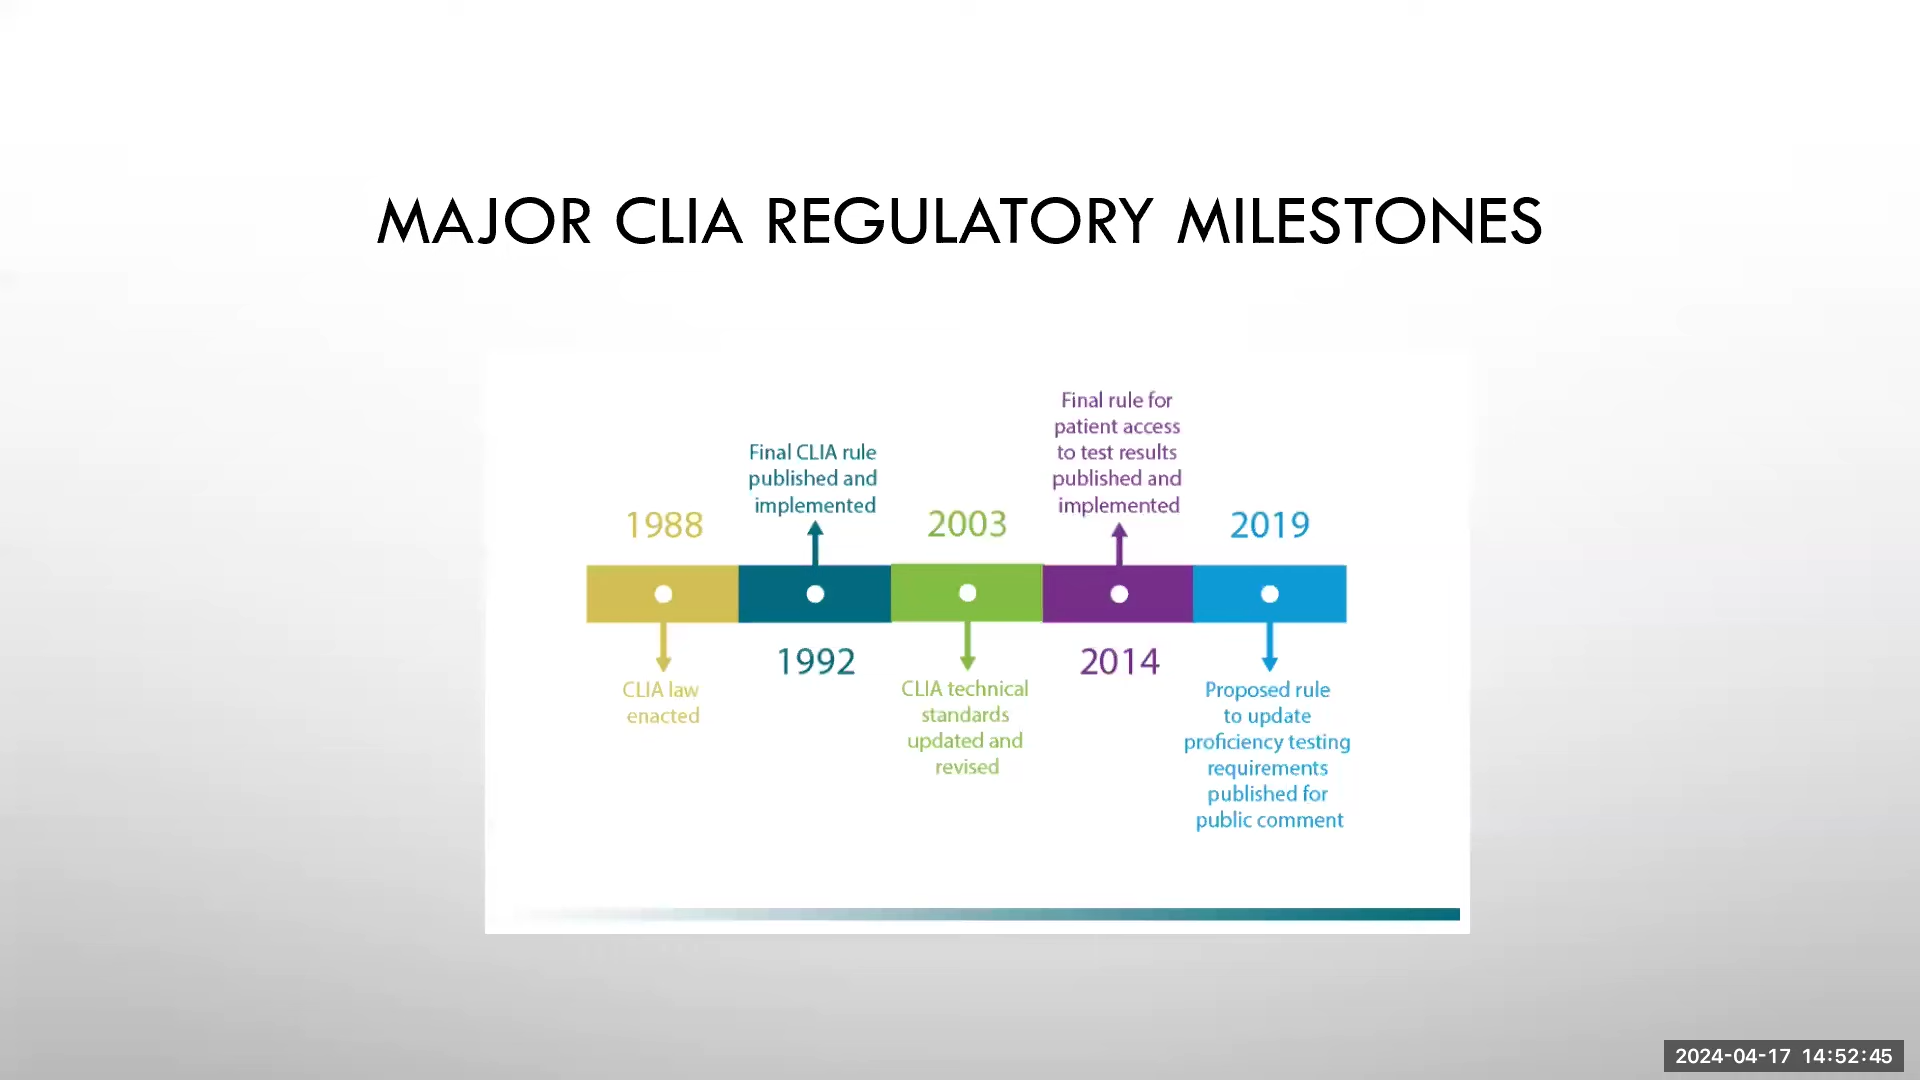 MAJOR CLIA REGULATORY MILESTONES
1988
CLIA law
enacted
Final CLIA rule
published and
implemented
1992
2003
CLIA technical
standards
updated and
revised
Final rule for
patient access
to test results
published and
implemented
2014
2019
Proposed rule
to update
proficiency testing
requirements
published for
public comment
2024-04-17 14:52:45